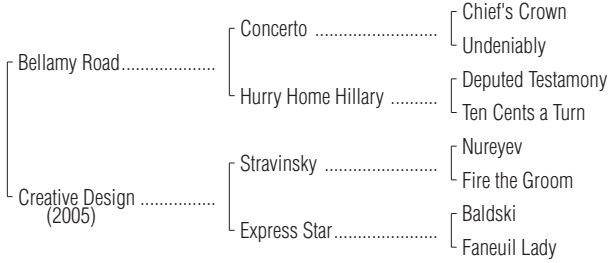 Chief's Crown
Concerto ........................
Undeniably
Bellamy Road...................
Deputed Testamony
Hurry Home Hillary ..........
Ten Cents a Turn
Nureyev
Stravinsky ......................
Fire the Groom
Creative Design ...............
(2005)
Baldski
Express Star.....................
Faneuil Lady